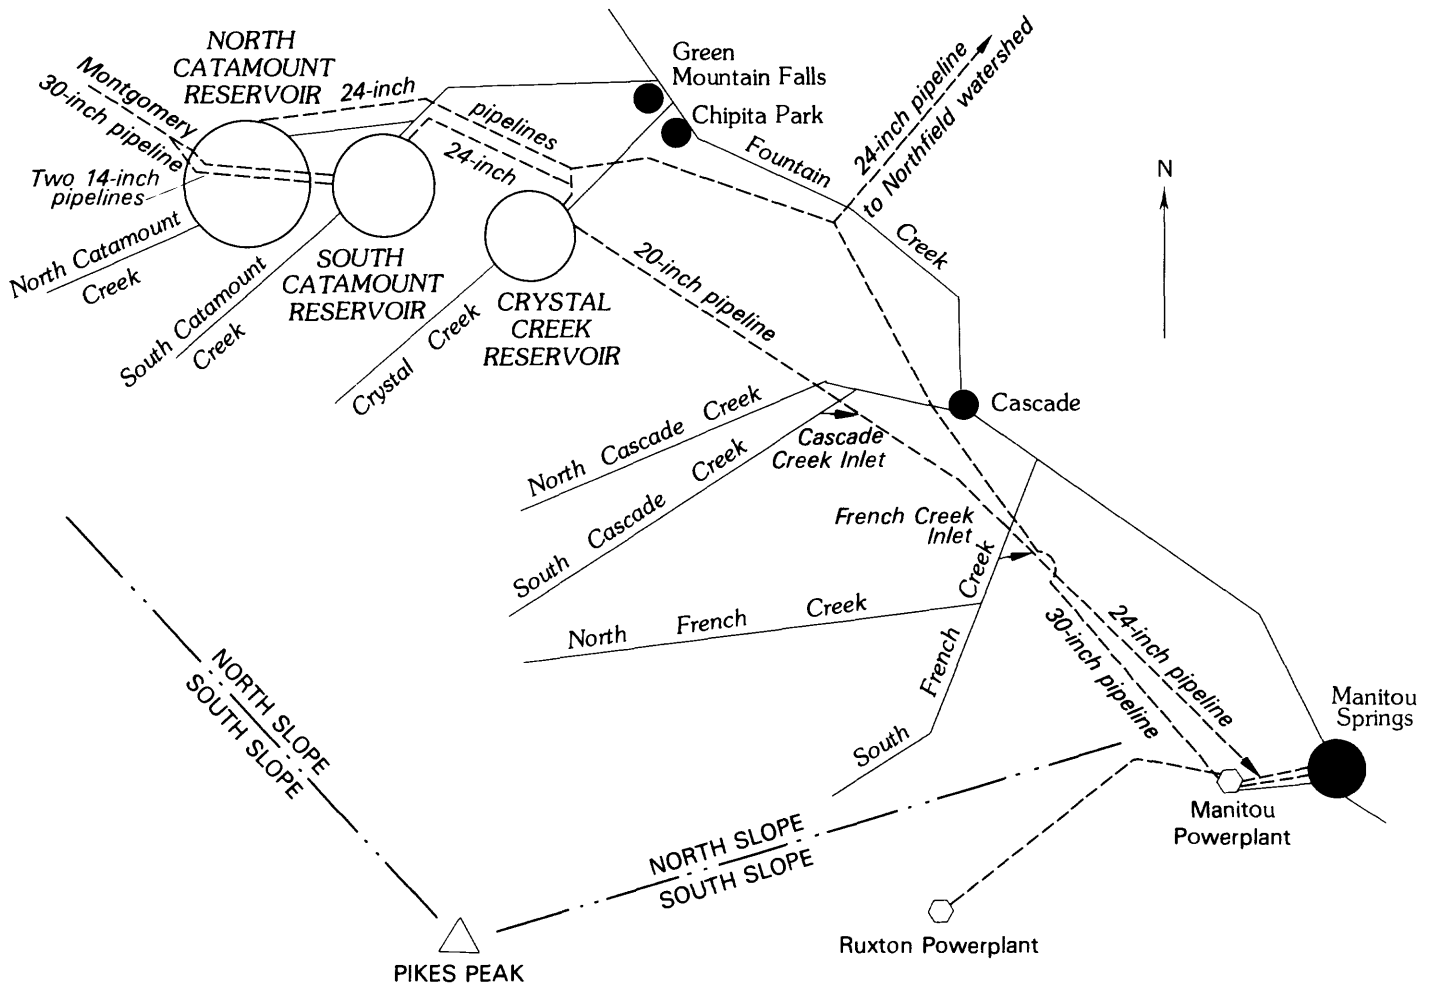 NORTH
CATAMOUNT
RESERVOIR
Montgomery
30-inch pipeline
24-inch
pipelines
24-inch
Green
Mountain Falls
Chipita Park
Fountain
Creek
24-inch pipeline
to Northfield watershed
N
Two 14-inch
pipelines
North Catamount
Creek
South Catamount
Creek
SOUTH
CATAMOUNT
RESERVOIR
Crystal Creek
CRYSTAL
CREEK
RESERVOIR
20-inch pipeline
North Cascade Creek
South Cascade Creek
Cascade
Creek Inlet
Cascade
French Creek
Inlet
North French Creek
South French Creek
30-inch pipeline
24-inch pipeline
Manitou
Springs
NORTH SLOPE
SOUTH SLOPE
NORTH SLOPE
SOUTH SLOPE
Manitou
Powerplant
Ruxton Powerplant
PIKES PEAK